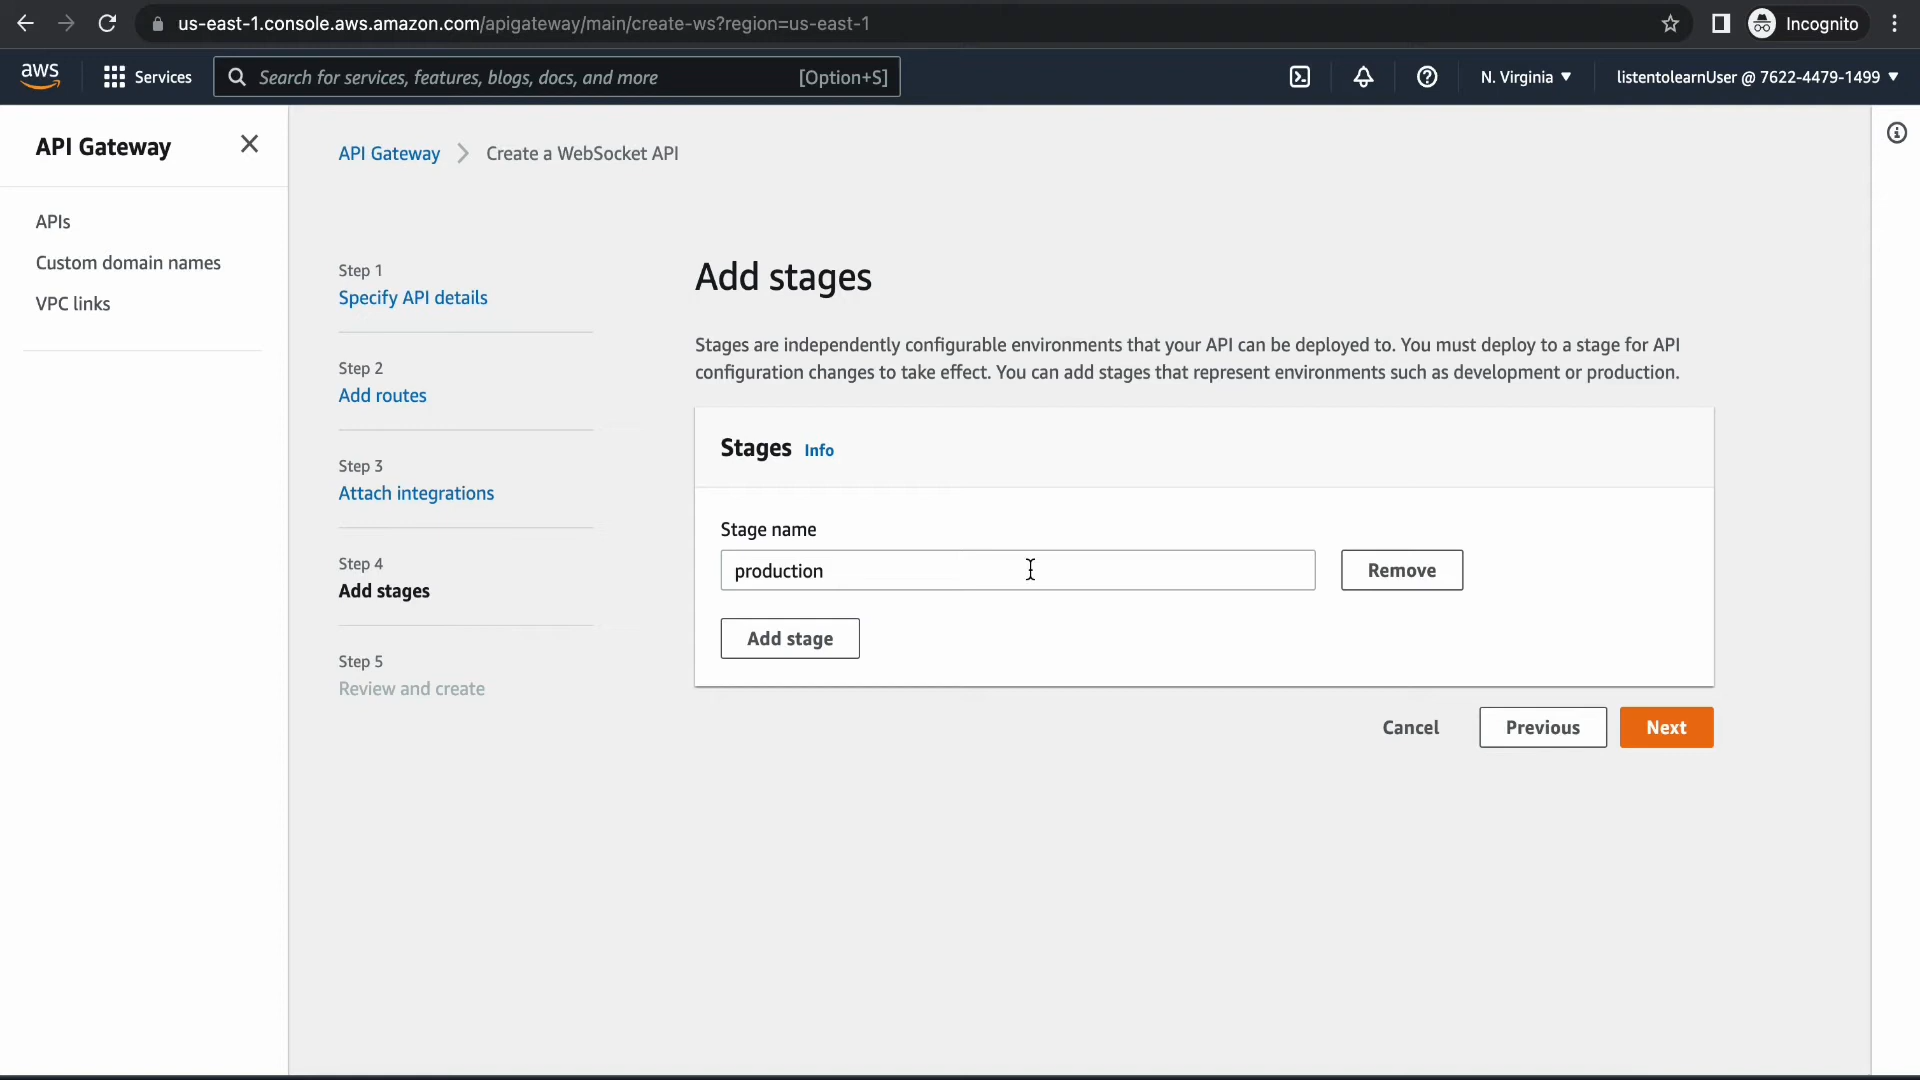 us-east-1.console.aws.amazon.com/apigateway/main/create-ws?region=us-east-1
Incognito
aws
Services
Search for services, features, blogs, docs, and more
[Option+S]
N. Virginia ▼
listentolearnUser @ 7622-4479-1499 ▼
API Gateway
APIs
Custom domain names
VPC links
API Gateway > Create a WebSocket API
Step 1
Specify API details
Step 2
Add routes
Step 3
Attach integrations
Step 4
Add stages
Step 5
Review and create
Add stages
Stages are independently configurable environments that your API can be deployed to. You must deploy to a stage for API
configuration changes to take effect. You can add stages that represent environments such as development or production.
Stages Info
Stage name
production
Remove
Add stage
Cancel
Previous
Next